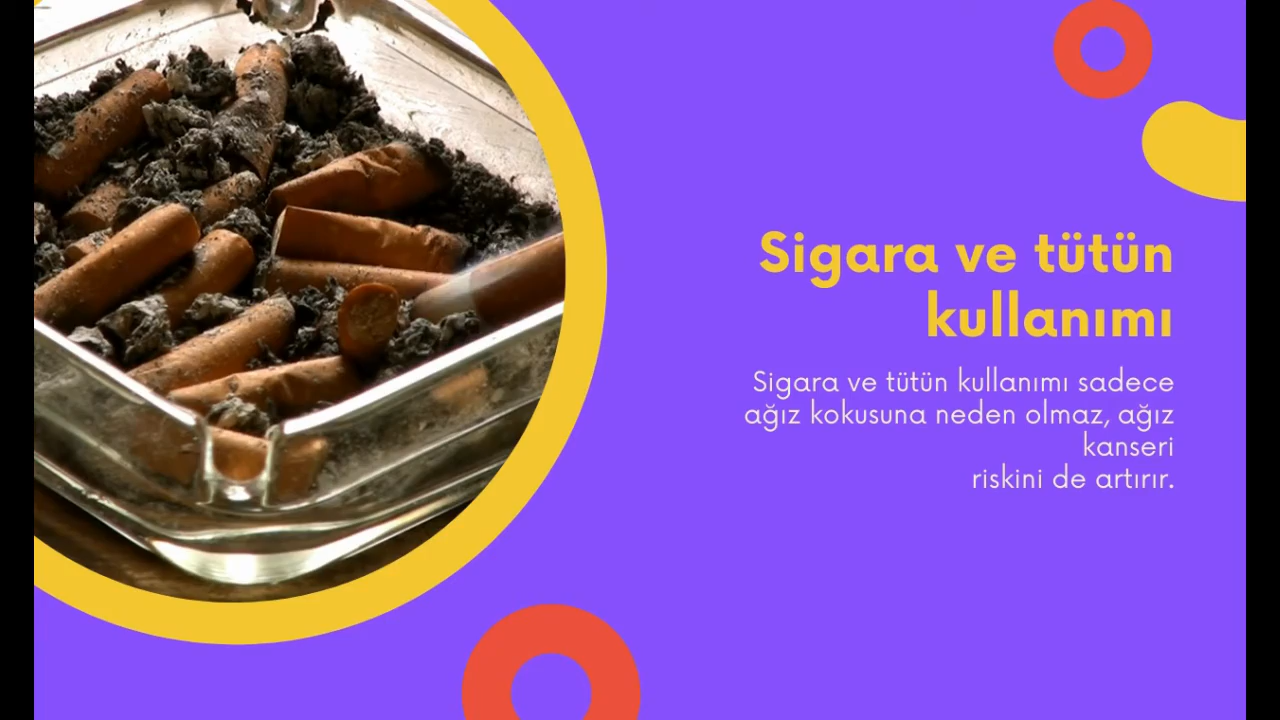 Sigara ve tütün
kullanımı
Sigara ve tütün kullanımı sadece
ağız kokusuna neden olmaz, ağız
kanseri
riskini de artırır.